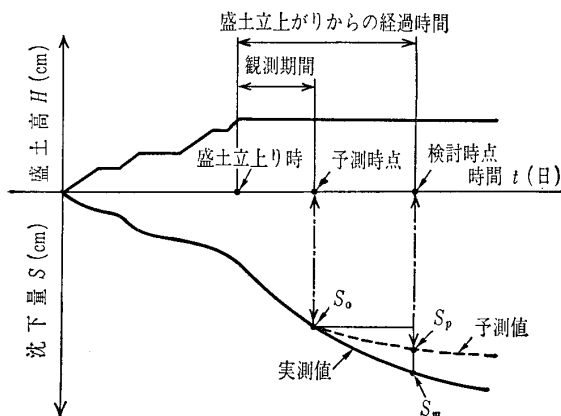 盛土立上がりからの経過時間
観測期間
盛土高 H (cm)
盛土立上り時
予測時点
検討時点
時間 t (日)
沈下量 S (cm)
So
Sp
予測値
実測値